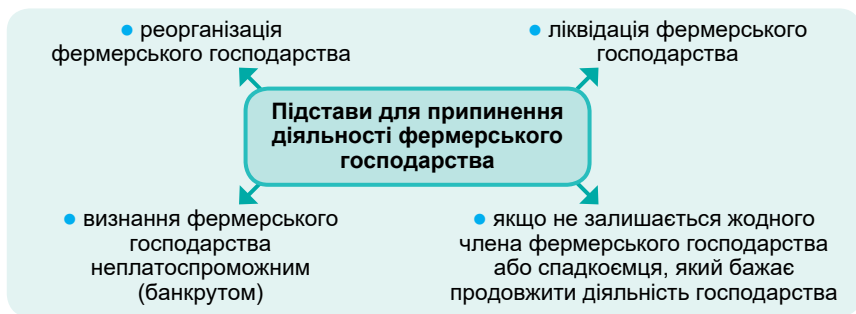 ● реорганізація
фермерського господарства
● ліквідація фермерського
господарства
Підстави для припинення
діяльності фермерського
господарства
● визнання фермерського
господарства
неплатоспроможним
(банкрутом)
● якщо не залишається жодного
члена фермерського господарства
або спадкоємця, який бажає
продовжити діяльність господарства